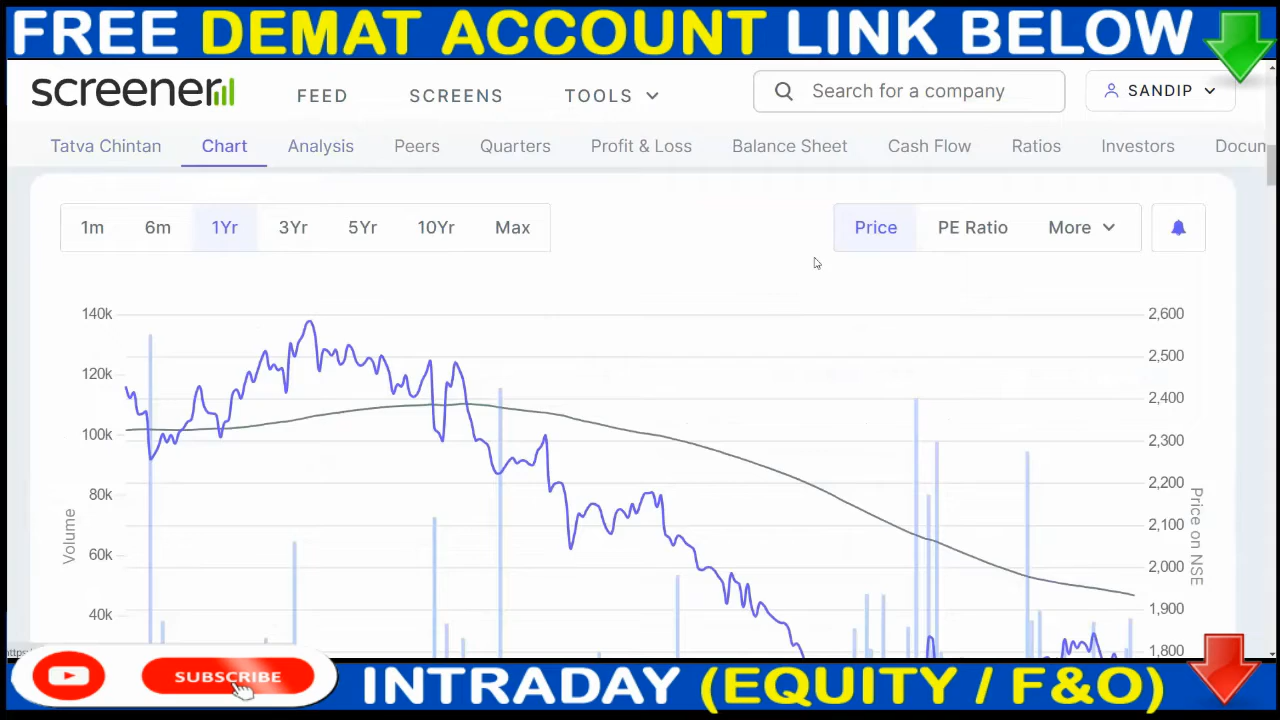 FREE DEMAT ACCOUNT LINK BELOW
screener
FEED SCREENS TOOLS
Search for a company
SANDIP
Tatva Chintan Chart Analysis Peers Quarters Profit & Loss Balance Sheet Cash Flow Ratios Investors Docum
1m 6m 1Yr 3Yr 5Yr 10Yr Max
Price PE Ratio More
140k 2,600
2,500
120k
2,400
100k 2,300
80k 2,200
2,100
60k
2,000
40k 1,900
1,800
Volume
Price on NSE
SUBSCRIBE
INTRADAY (EQUITY / F&O)